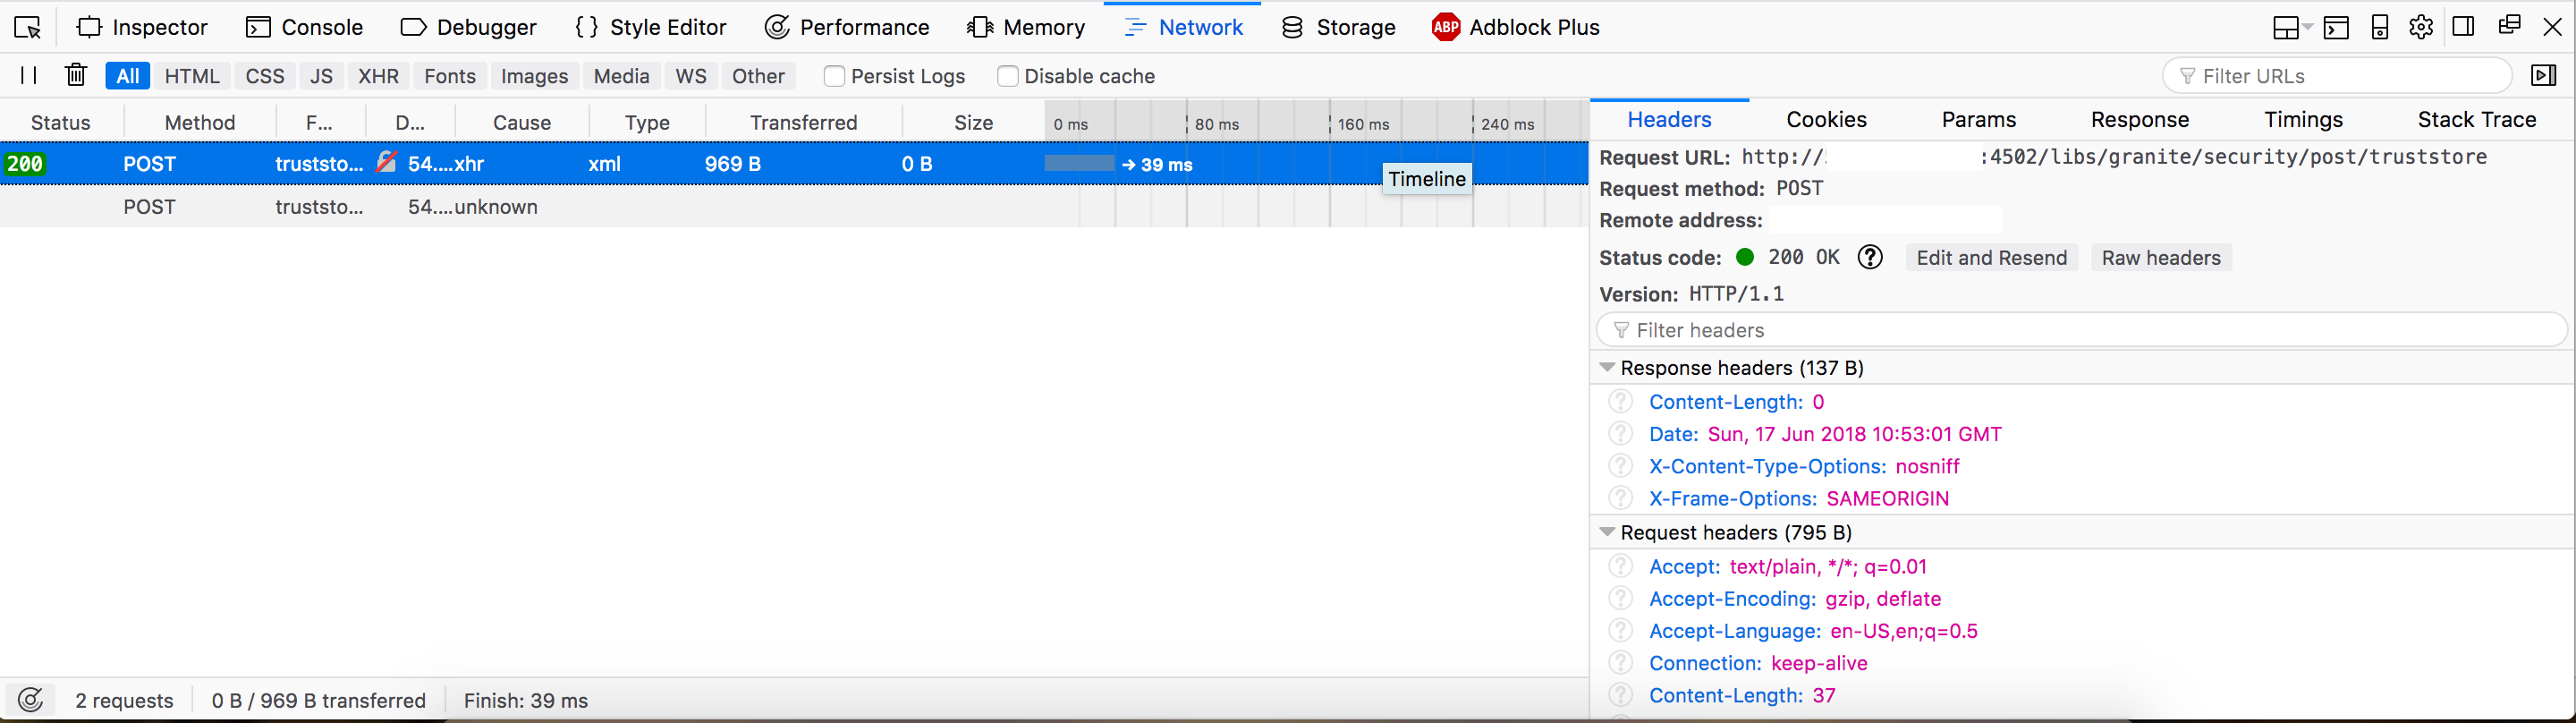 Inspector Console Debugger { } Style Editor Performance Memory Network Storage ABP Adblock Plus
All HTML CSS JS XHR Fonts Images Media WS Other Persist Logs Disable cache Filter URLs
Status Method F... D... Cause Type Transferred Size 0 ms 80 ms 160 ms 240 ms
200 POST truststo... 54.... xhr xml 969 B 0 B → 39 ms
Timeline
POST truststo... 54.... unknown
2 requests 0 B / 969 B transferred Finish: 39 ms
Headers Cookies Params Response Timings Stack Trace
Request URL: http:// :4502/libs/granite/security/post/truststore
Request method: POST
Remote address:
Status code: 200 OK ? Edit and Resend Raw headers
Version: HTTP/1.1
Filter headers
Response headers (137 B)
? Content-Length: 0
? Date: Sun, 17 Jun 2018 10:53:01 GMT
? X-Content-Type-Options: nosniff
? X-Frame-Options: SAMEORIGIN
Request headers (795 B)
? Accept: text/plain, */*; q=0.01
? Accept-Encoding: gzip, deflate
? Accept-Language: en-US,en;q=0.5
? Connection: keep-alive
? Content-Length: 37